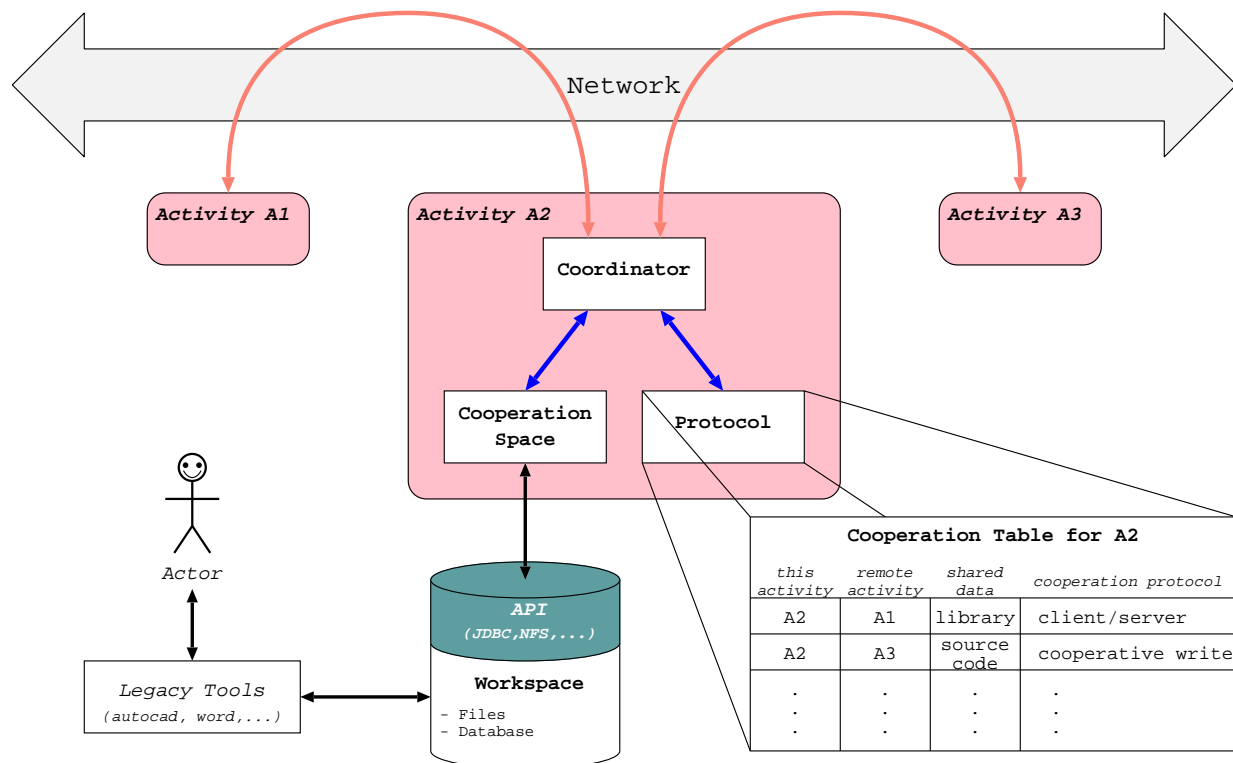 Network
Activity A1
Activity A2
Activity A3
Coordinator
Cooperation
Space
Protocol
Actor
Legacy Tools
(autocad, word,...)
API
(JDBC,NFS,...)
Workspace
- Files
- Database
Cooperation Table for A2
this activity remote activity shared data cooperation protocol
A2 A1 library client/server
A2 A3 source code cooperative write
. . . .
. . . .
. . . .